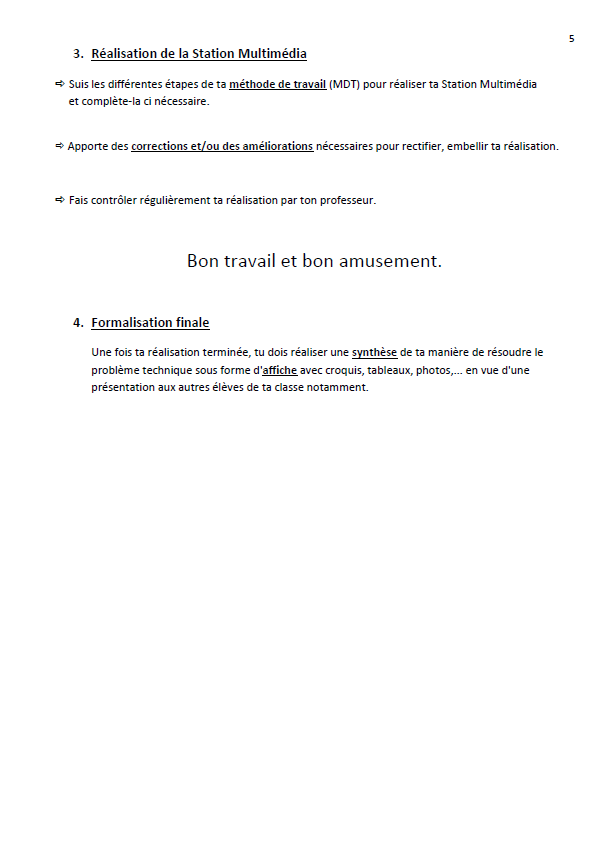 5
3. Réalisation de la Station Multimédia
⇨ Suis les différentes étapes de ta méthode de travail (MDT) pour réaliser ta Station Multimédia
et complète-la ci nécessaire.
⇨ Apporte des corrections et/ou des améliorations nécessaires pour rectifier, embellir ta réalisation.
⇨ Fais contrôler régulièrement ta réalisation par ton professeur.
Bon travail et bon amusement.
4. Formalisation finale
Une fois ta réalisation terminée, tu dois réaliser une synthèse de ta manière de résoudre le
problème technique sous forme d'affiche avec croquis, tableaux, photos,... en vue d'une
présentation aux autres élèves de ta classe notamment.